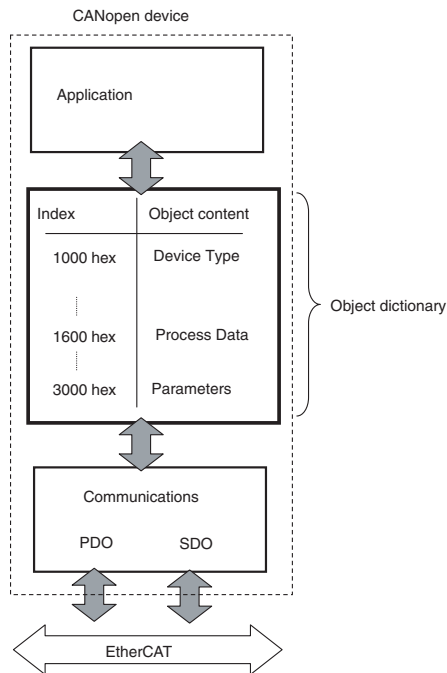 CANopen device
Application
Index Object content
1000 hex Device Type
1600 hex Process Data
3000 hex Parameters
Object dictionary
Communications
PDO SDO
EtherCAT